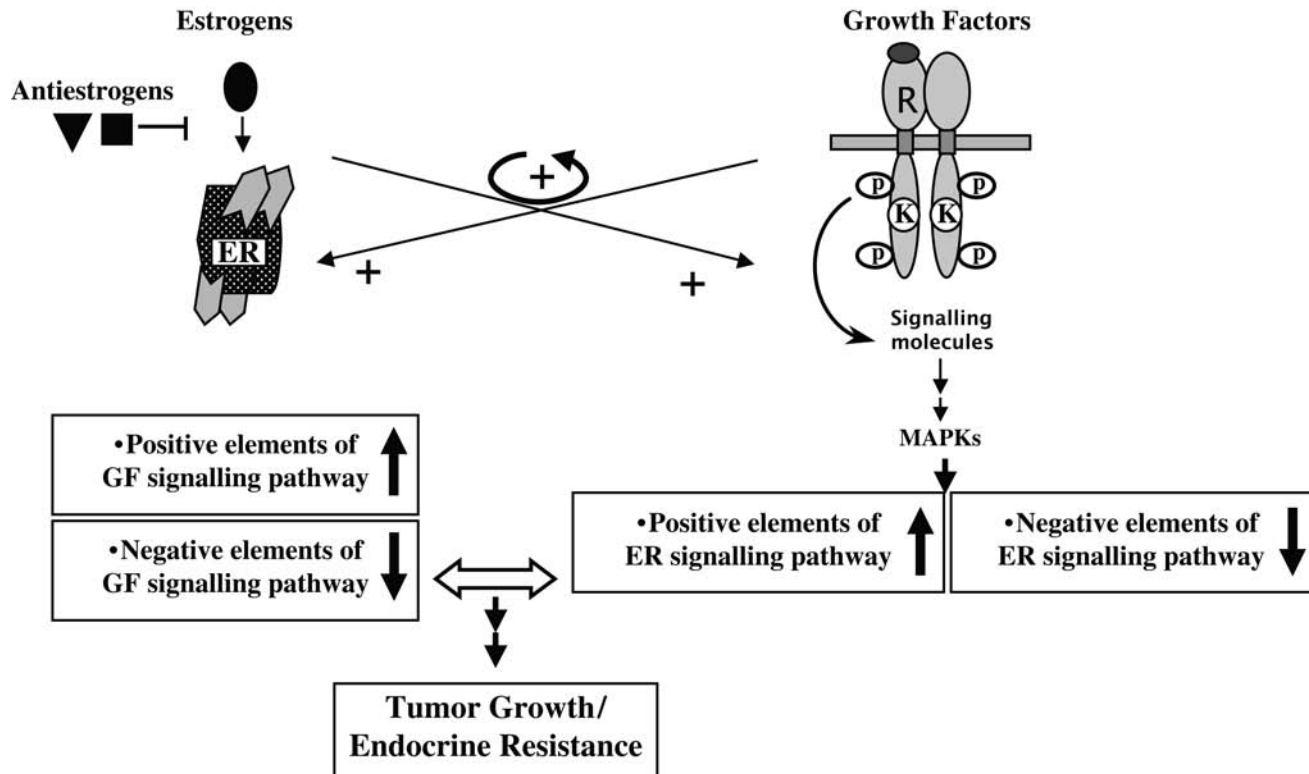 Estrogens
Growth Factors
Antiestrogens
R
+
p
p
K
K
ER
+
+
p
p
Signalling
molecules
MAPKs
•Positive elements of
GF signalling pathway
•Negative elements of
GF signalling pathway
•Positive elements of
ER signalling pathway
•Negative elements of
ER signalling pathway
Tumor Growth/
Endocrine Resistance